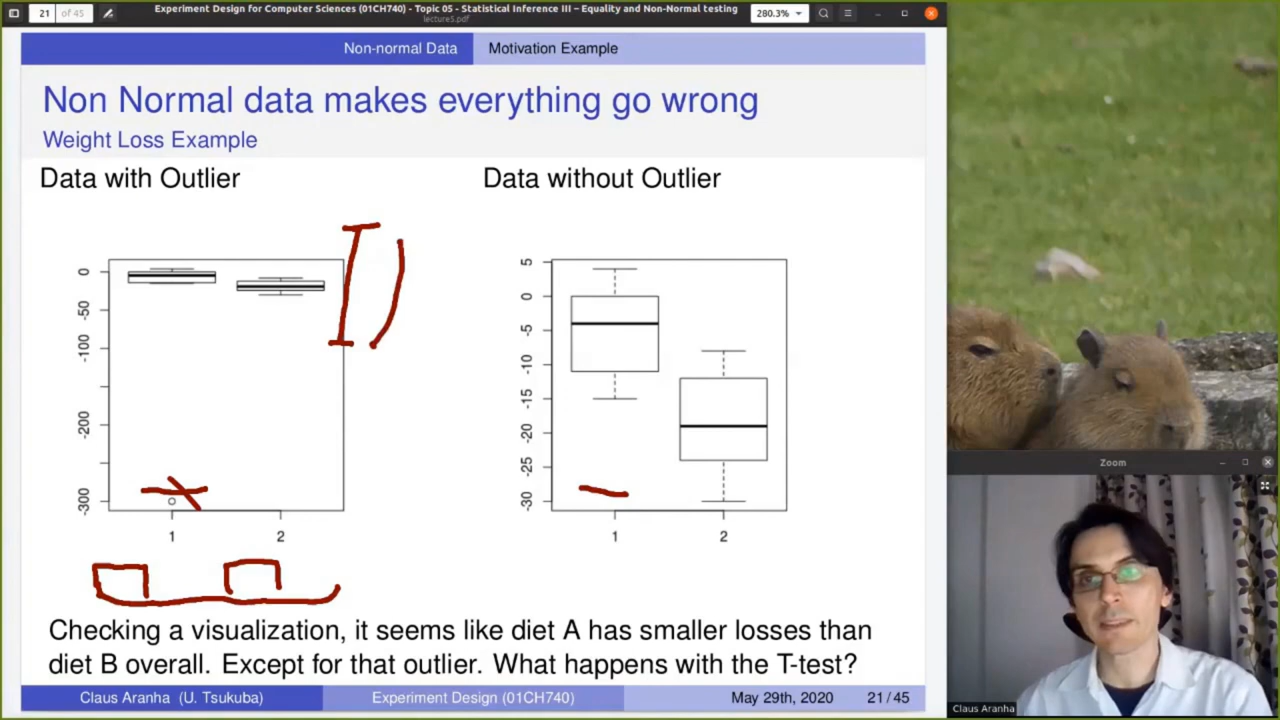 21 of 45
Experiment Design for Computer Sciences (01CH740) - Topic 05 - Statistical Inference III – Equality and Non-Normal testing
lecture5.pdf
280.3%
Non-normal Data
Motivation Example
Non Normal data makes everything go wrong
Weight Loss Example
Data with Outlier
Data without Outlier
0
-50
-100
-200
-300
1
2
5
0
-5
-10
-15
-20
-25
-30
1
2
Checking a visualization, it seems like diet A has smaller losses than
diet B overall. Except for that outlier. What happens with the T-test?
Claus Aranha (U. Tsukuba)
Experiment Design (01CH740)
May 29th, 2020
21 / 45
Zoom
Claus Aranha